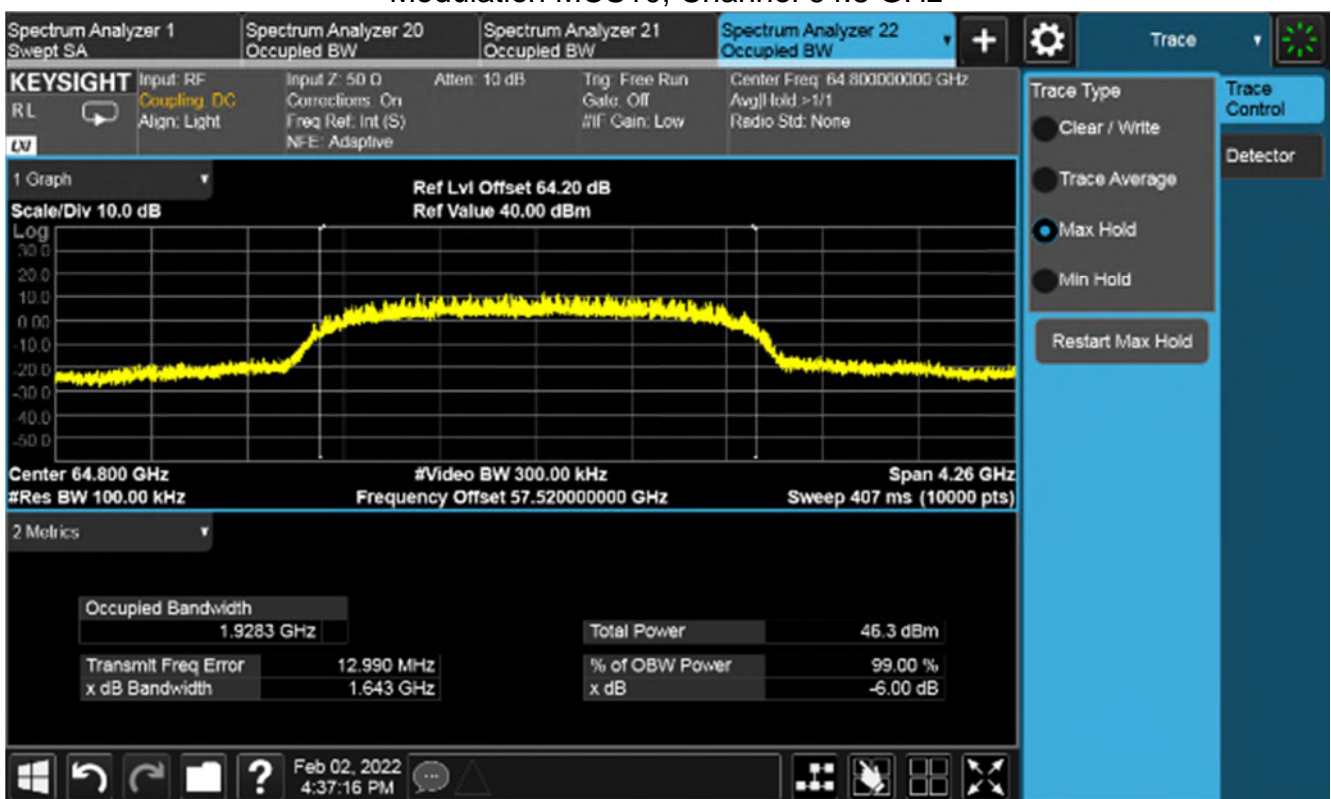 Spectrum Analyzer 1
Swept SA
Spectrum Analyzer 20
Occupied BW
Spectrum Analyzer 21
Occupied BW
Spectrum Analyzer 22
Occupied BW
Trace
KEYSIGHT
RL
LXI
Input: RF
Coupling: DC
Align: Light
Input Z: 50 Ω
Corrections: On
Freq Ref: Int (S)
NFE: Adaptive
Atten: 10 dB
Trig: Free Run
Gate: Off
#IF Gain: Low
Center Freq: 64.800000000 GHz
Avg|Hold:>1/1
Radio Std: None
Trace Type
Clear / Write
Trace Average
Max Hold
Min Hold
Restart Max Hold
Trace
Control
Detector
1 Graph
Scale/Div 10.0 dB
Ref Lvl Offset 64.20 dB
Ref Value 40.00 dBm
Log
30.0
20.0
10.0
0.00
-10.0
-20.0
-30.0
-40.0
-50.0
Center 64.800 GHz
#Video BW 300.00 kHz
Span 4.26 GHz
#Res BW 100.00 kHz
Frequency Offset 57.520000000 GHz
Sweep 407 ms (10000 pts)
2 Metrics
Occupied Bandwidth
1.9283 GHz
Total Power 46.3 dBm
Transmit Freq Error 12.990 MHz
% of OBW Power 99.00 %
x dB Bandwidth 1.643 GHz
x dB -6.00 dB
?
Feb 02, 2022
4:37:16 PM